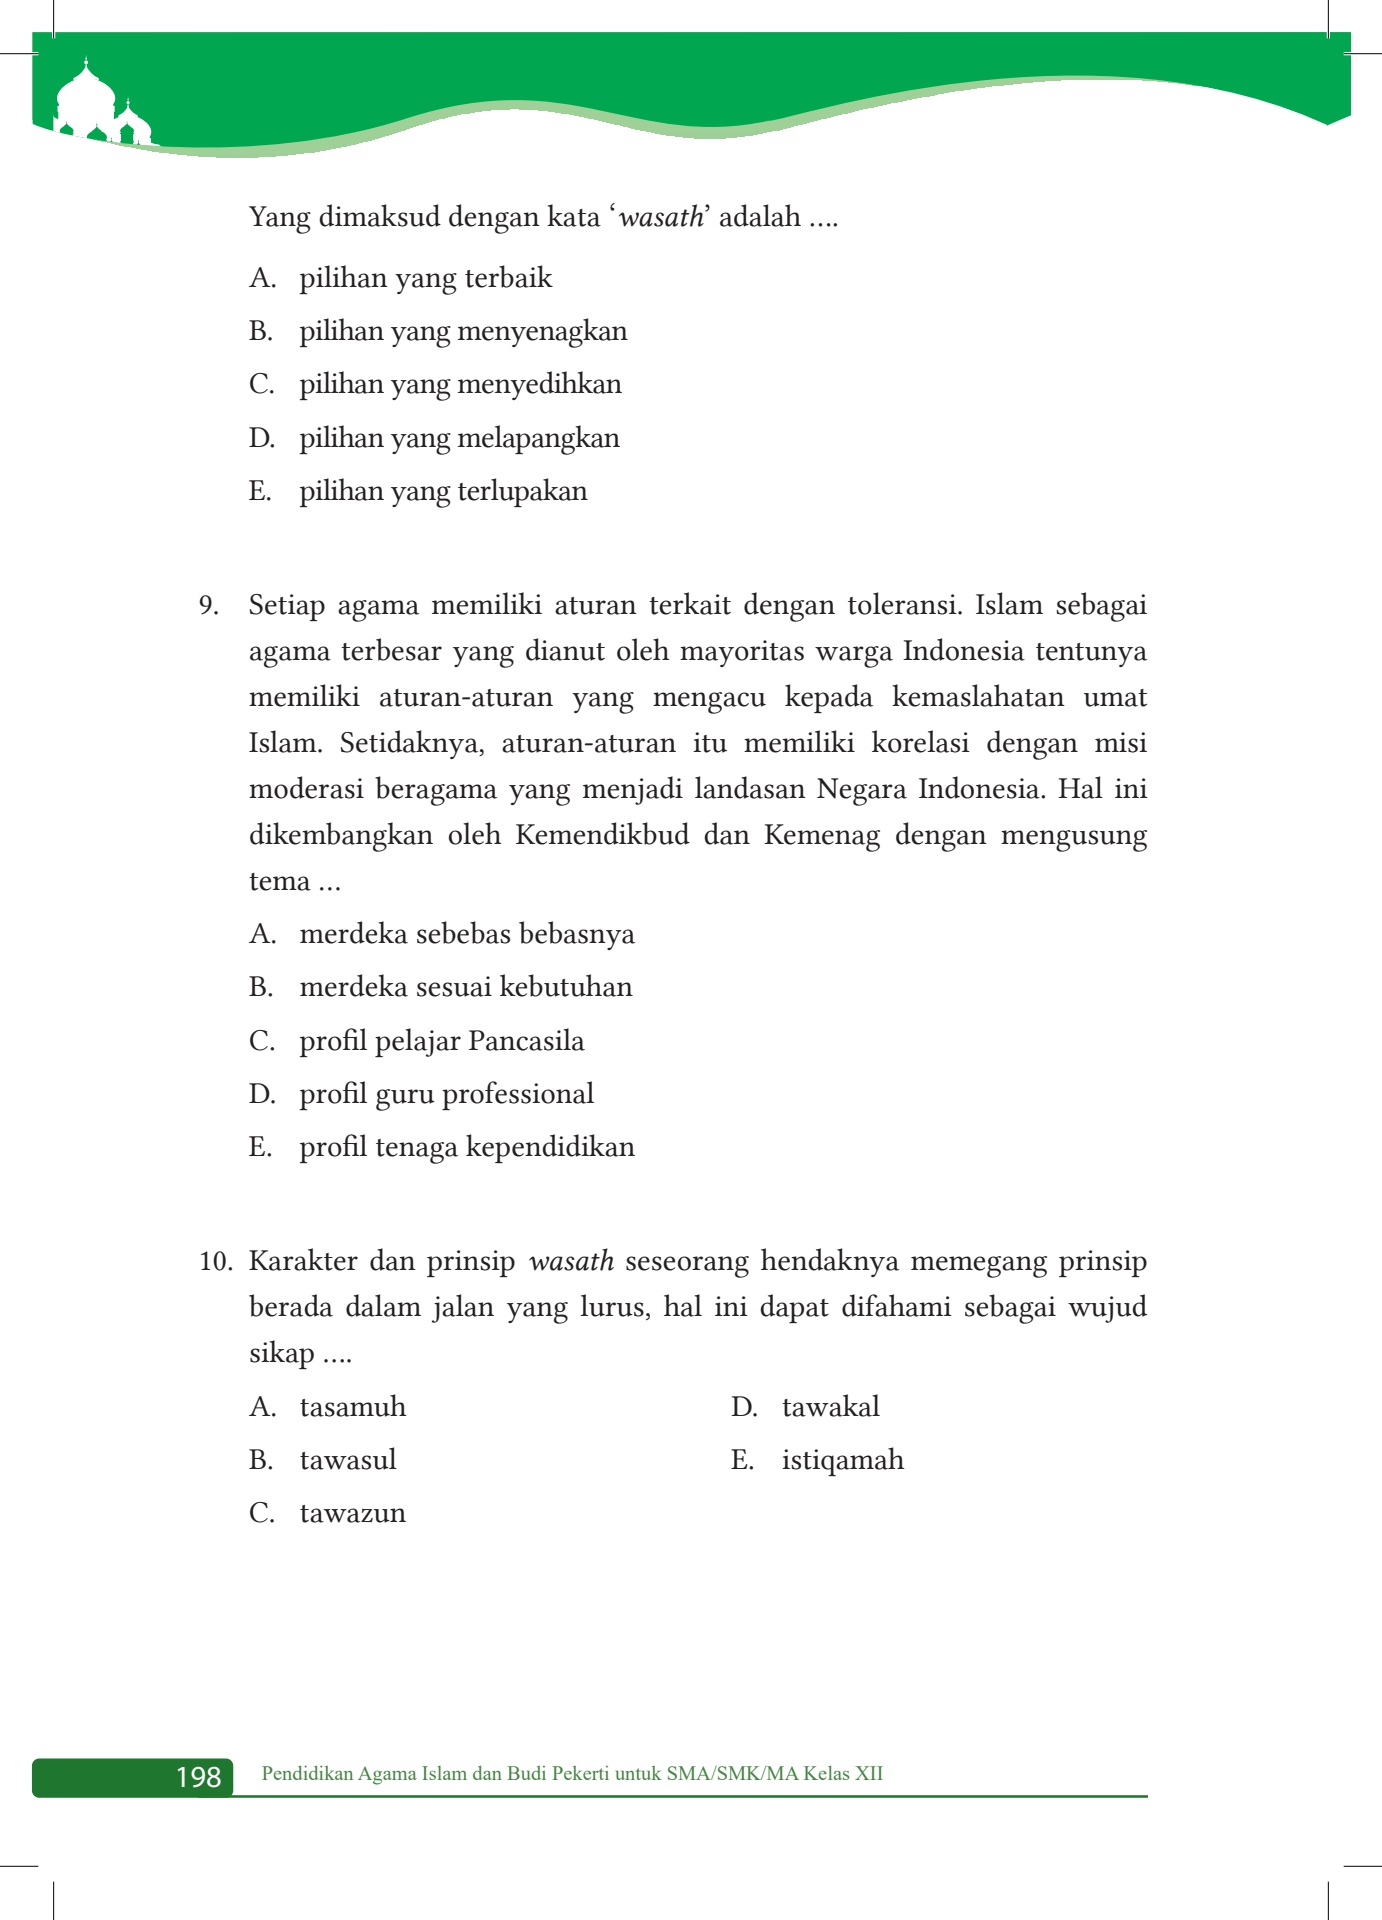 Yang dimaksud dengan kata ‘wasath’ adalah ....
A. pilihan yang terbaik
B. pilihan yang menyenagkan
C. pilihan yang menyedihkan
D. pilihan yang melapangkan
E. pilihan yang terlupakan
9. Setiap agama memiliki aturan terkait dengan toleransi. Islam sebagai
agama terbesar yang dianut oleh mayoritas warga Indonesia tentunya
memiliki aturan-aturan yang mengacu kepada kemaslahatan umat
Islam. Setidaknya, aturan-aturan itu memiliki korelasi dengan misi
moderasi beragama yang menjadi landasan Negara Indonesia. Hal ini
dikembangkan oleh Kemendikbud dan Kemenag dengan mengusung
tema ...
A. merdeka sebebas bebasnya
B. merdeka sesuai kebutuhan
C. profil pelajar Pancasila
D. profil guru professional
E. profil tenaga kependidikan
10. Karakter dan prinsip wasath seseorang hendaknya memegang prinsip
berada dalam jalan yang lurus, hal ini dapat difahami sebagai wujud
sikap ....
A. tasamuh
B. tawasul
C. tawazun
D. tawakal
E. istiqamah
198 Pendidikan Agama Islam dan Budi Pekerti untuk SMA/SMK/MA Kelas XII